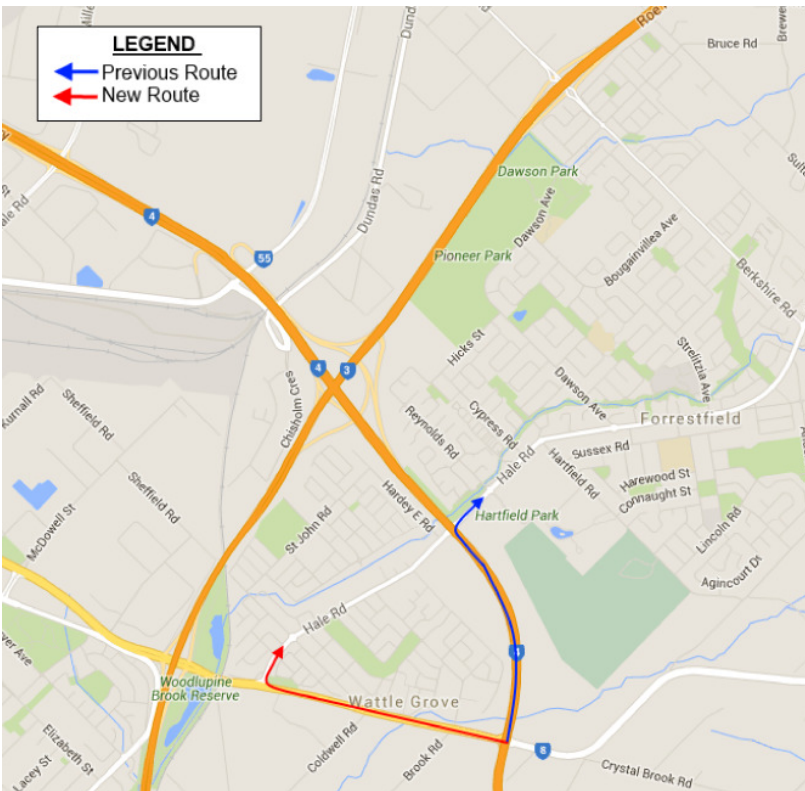 LEGEND
Previous Route
New Route
Bruce Rd
Dundas Rd
Dawson Park
Dawson Ave
Pioneer Park
Bougainvillea Ave
Berkshire Rd
4
55
Hicks St
Strelitzia Ave
4
3
Chisholm Cres
Dawson Ave
Reynolds Rd
Cypress Rd
Forrestfield
Kurnall Rd
Sheffield Rd
Hale Rd
Sussex Rd
Hartfield Rd
Harewood St
Connaught St
Sheffield Rd
Hardey E Rd
Hartfield Park
St John Rd
Lincoln Rd
McDowell St
Agincourt Dr
Hale Rd
Woodlupine
Brook Reserve
Wattle Grove
Elizabeth St
Coldwell Rd
Brook Rd
8
Lacey St
Crystal Brook Rd